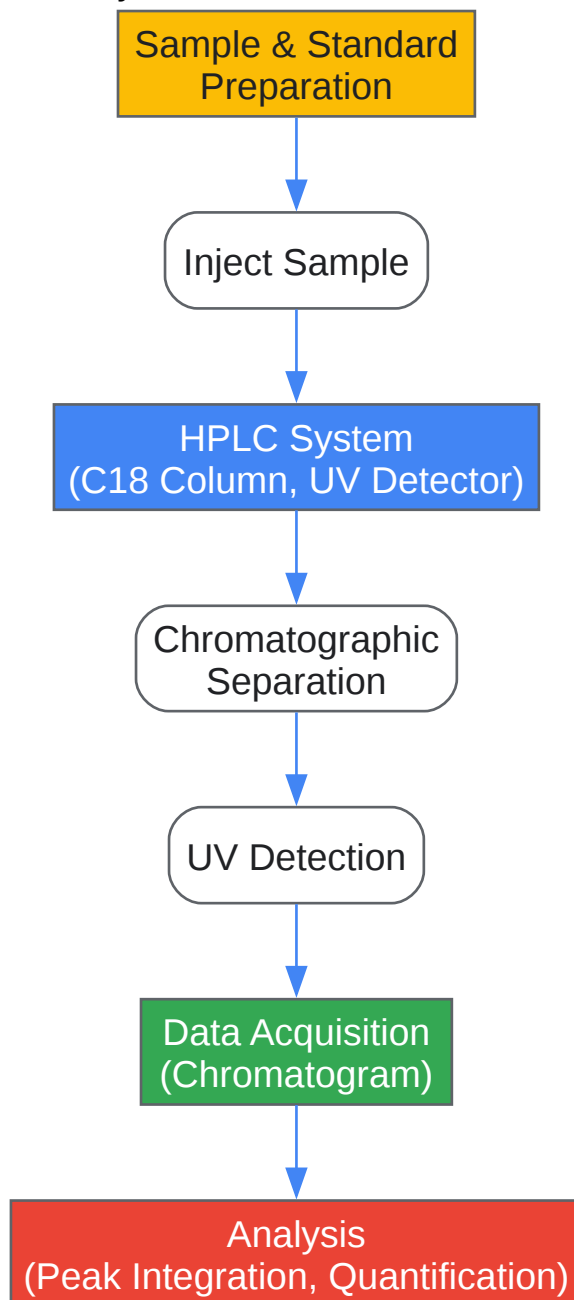 Sample & Standard
Preparation
Inject Sample
HPLC System
(C18 Column, UV Detector)
Chromatographic
Separation
UV Detection
Data Acquisition
(Chromatogram)
Analysis
(Peak Integration, Quantification)